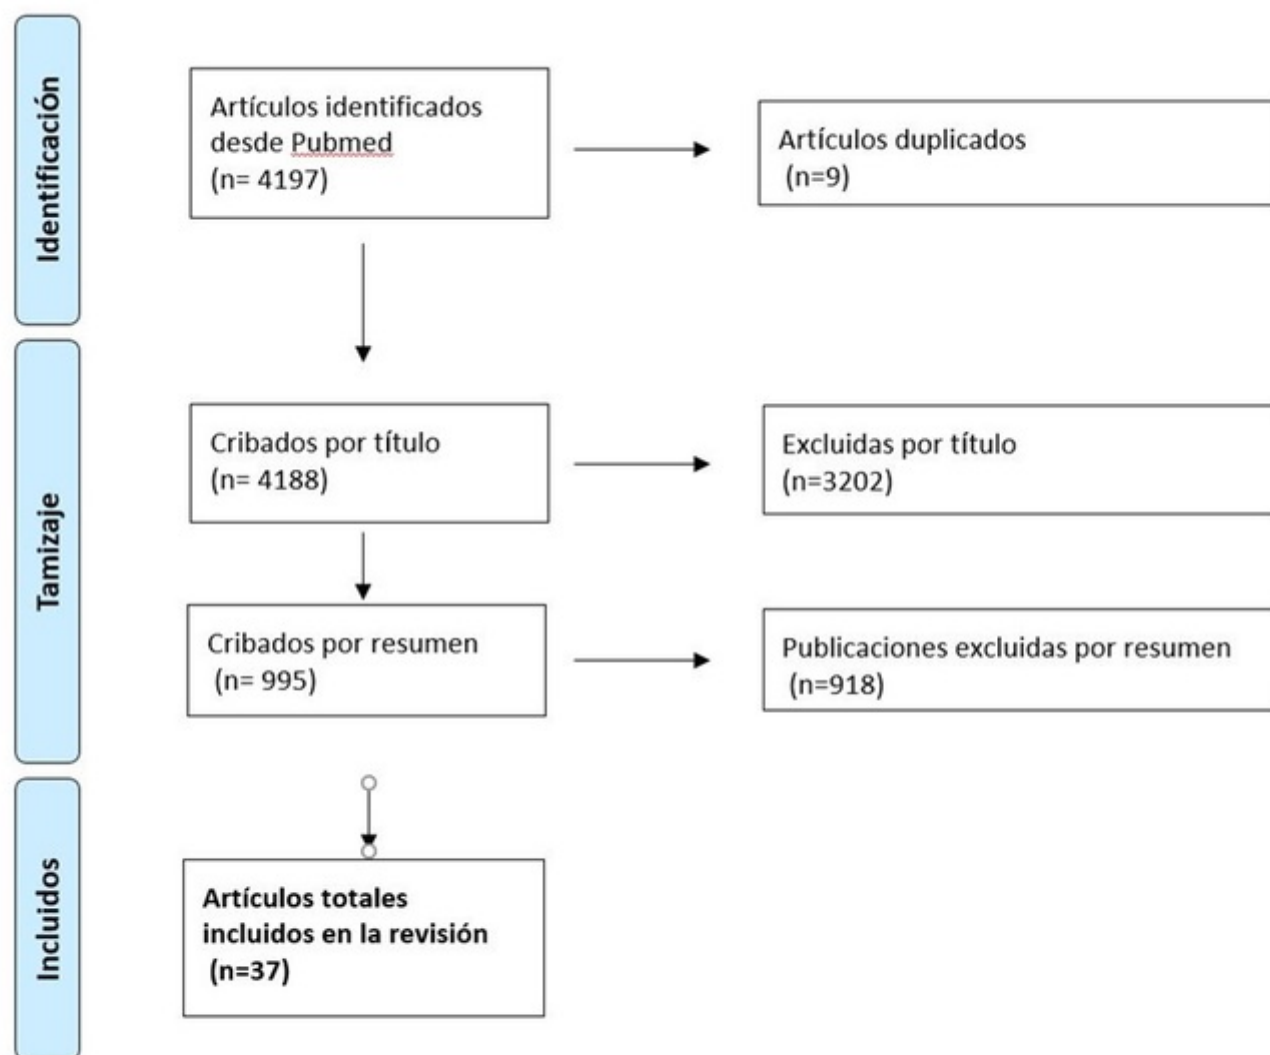 Identificación
Artículos identificados
desde Pubmed
(n= 4197)
Artículos duplicados
(n=9)
Tamizaje
Cribados por título
(n= 4188)
Excluidas por título
(n=3202)
Cribados por resumen
(n= 995)
Publicaciones excluidas por resumen
(n=918)
Incluidos
Artículos totales
incluidos en la revisión
(n=37)